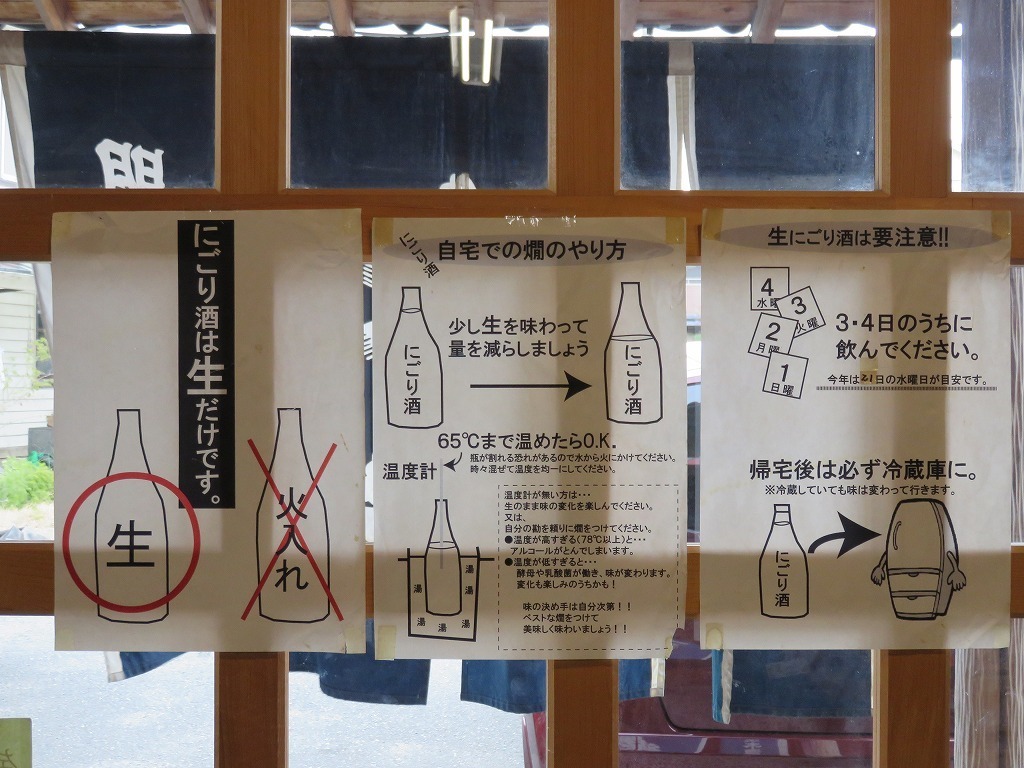 にごり酒は生だけです。
生
火入れ
にごり酒
自宅での燗のやり方
少し生を味わって
量を減らしましょう
にごり酒
にごり酒
65℃まで温めたらO.K.
瓶が割れる恐れがあるので水から火にかけてください。
時々混ぜて温度を均一にしてください。
温度計
温度計が無い方は…
生のまま味の変化を楽しんでください。
又は、
自分の勘を頼りに燗をつけてください。
●温度が高すぎる(78℃以上)と…
アルコールがとんでしまいます。
●温度が低すぎると…
酵母や乳酸菌が働き、味が変わります。
変化も楽しみのうちかも!
味の決め手は自分次第!!
ベストな燗をつけて
美味しく味わいましょう!!
湯 湯
湯 湯
湯 湯 湯
生にごり酒は要注意!!
4 水曜
3 火曜
2 月曜
1 日曜
3・4日のうちに
飲んでください。
今年は21日の水曜日が目安です。
帰宅後は必ず冷蔵庫に。
※冷蔵していても味は変わって行きます。
にごり酒